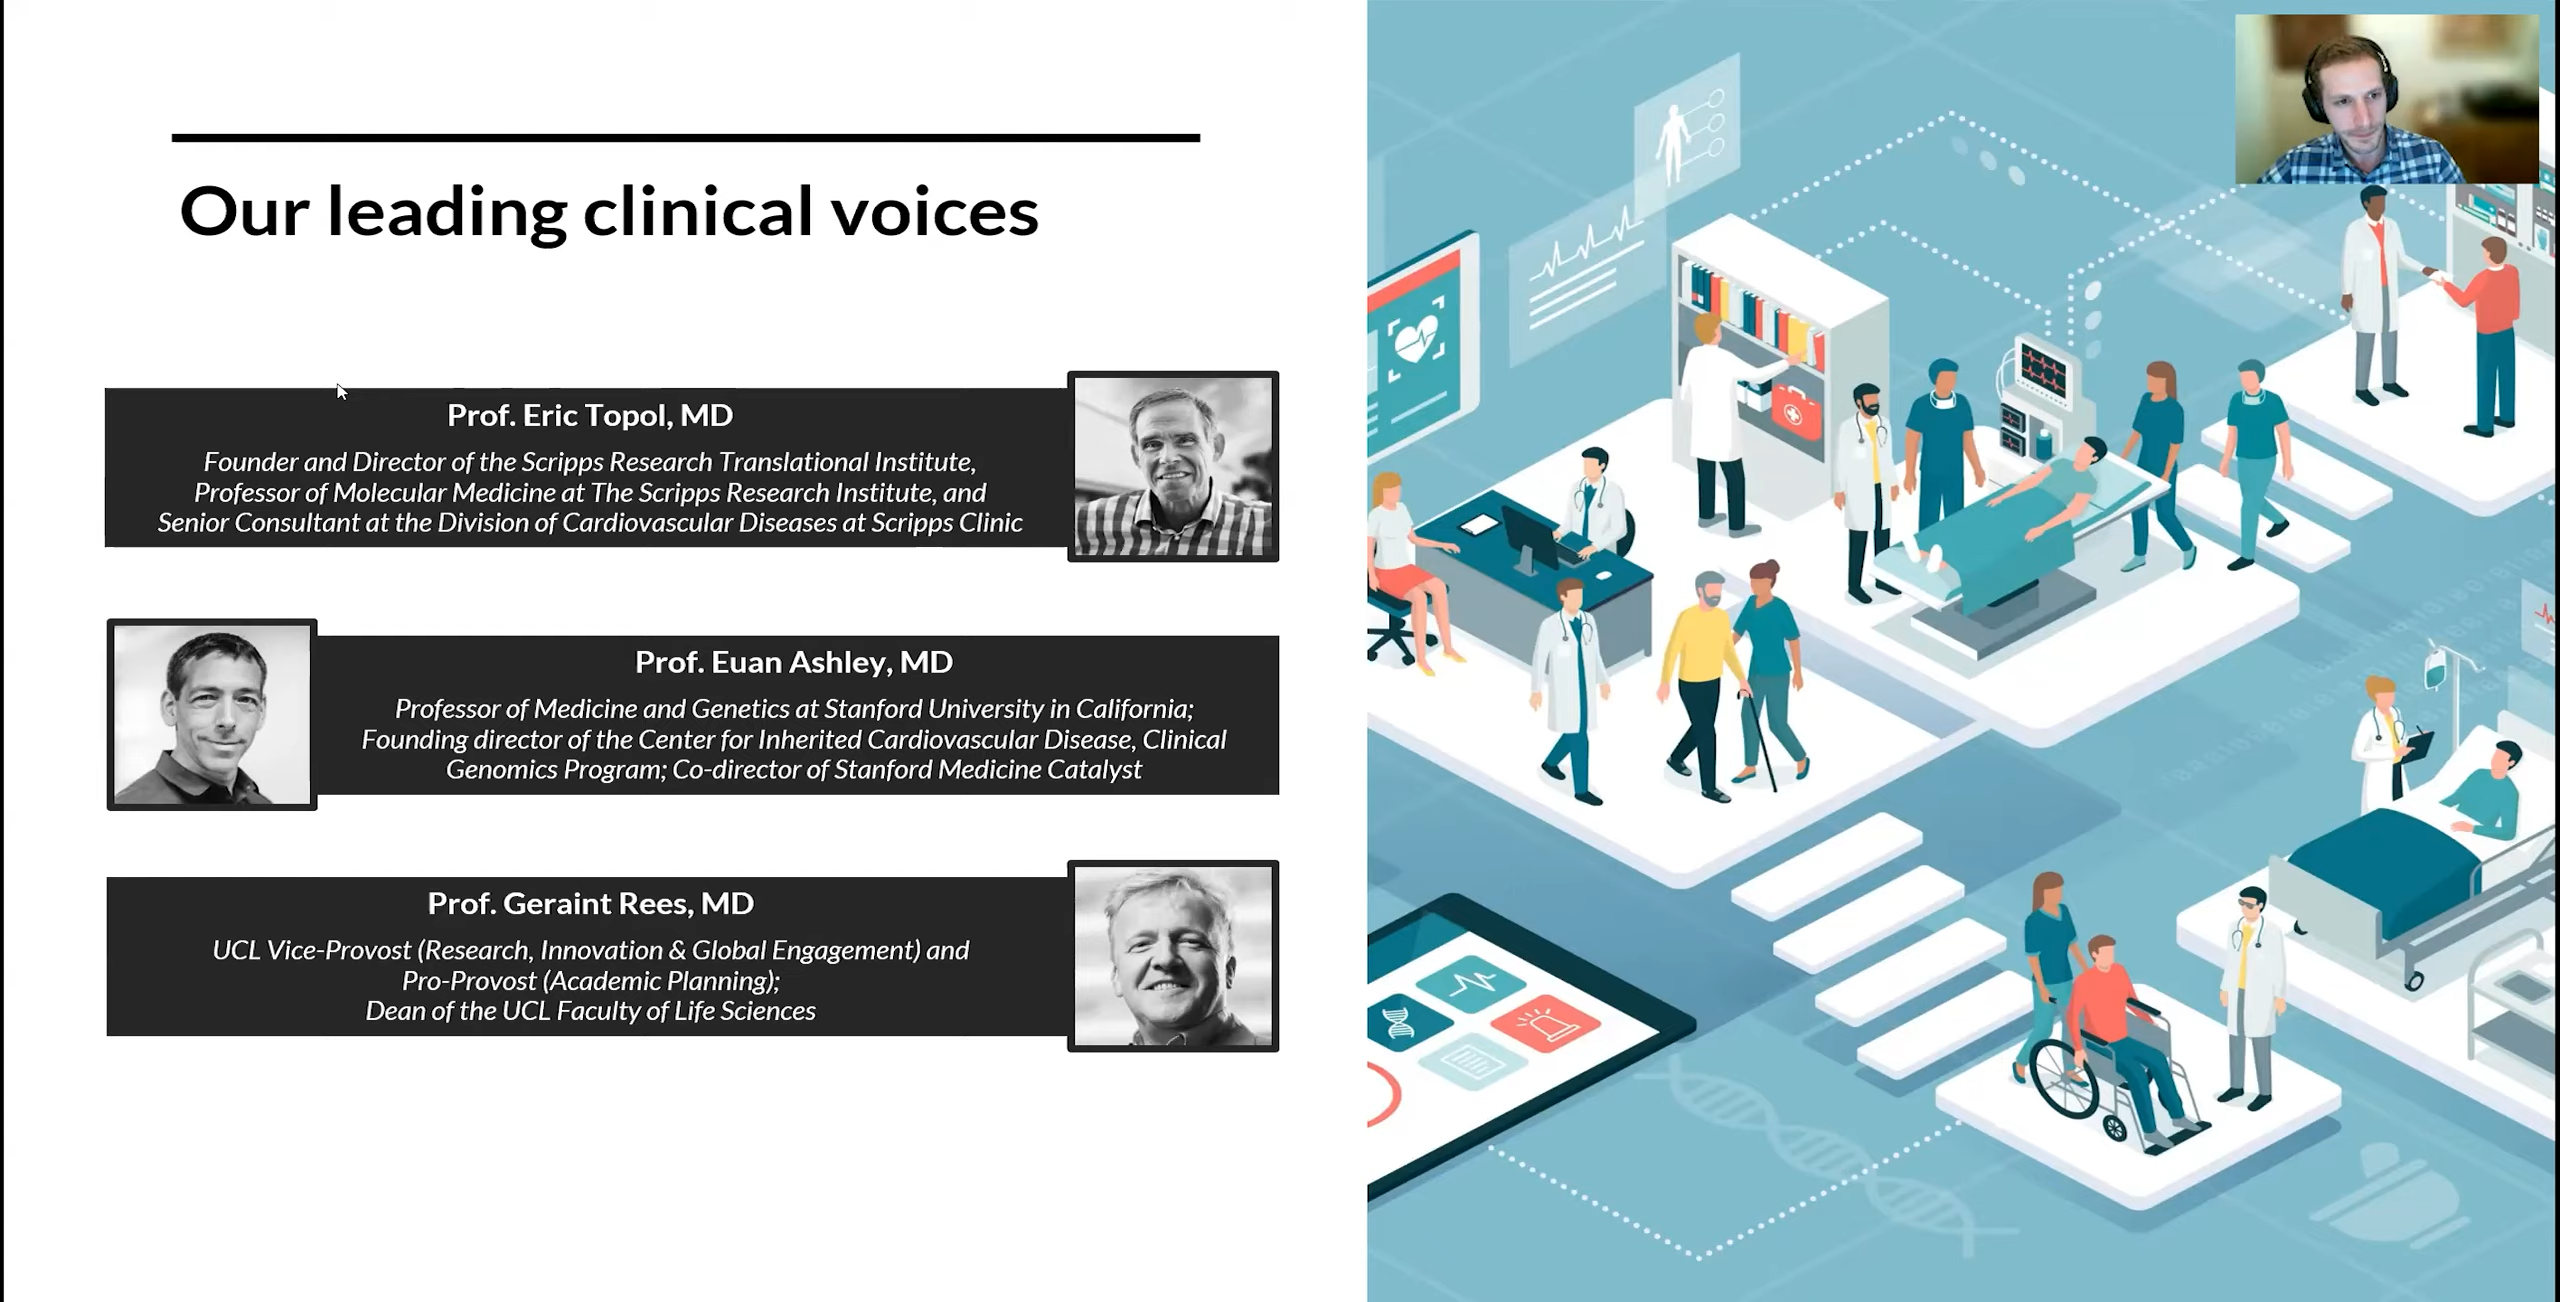 Our leading clinical voices
Prof. Eric Topol, MD
Founder and Director of the Scripps Research Translational Institute,
Professor of Molecular Medicine at The Scripps Research Institute, and
Senior Consultant at the Division of Cardiovascular Diseases at Scripps Clinic
Prof. Euan Ashley, MD
Professor of Medicine and Genetics at Stanford University in California;
Founding director of the Center for Inherited Cardiovascular Disease, Clinical
Genomics Program; Co-director of Stanford Medicine Catalyst
Prof. Geraint Rees, MD
UCL Vice-Provost (Research, Innovation & Global Engagement) and
Pro-Provost (Academic Planning);
Dean of the UCL Faculty of Life Sciences